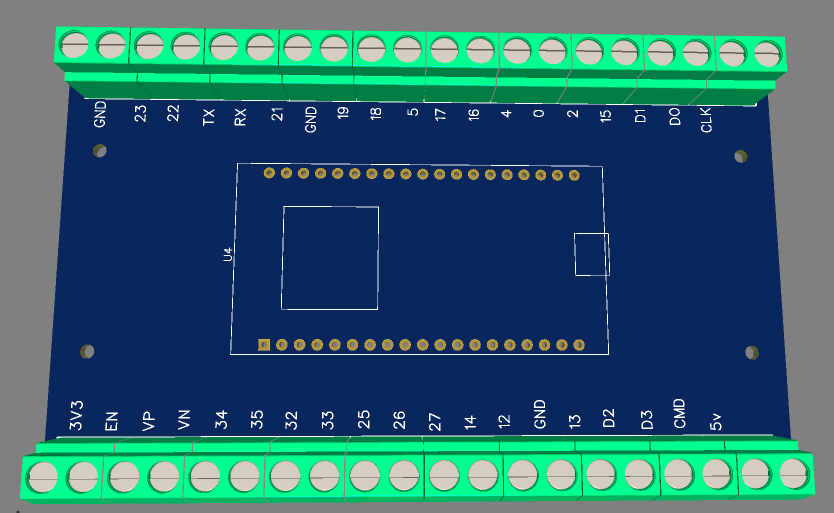 GND 23 22 TX RX 21 GND 19 18 5 17 16 4 0 2 15 D1 D0 CLK
U4
3V3 EN VP VN 34 35 32 33 25 26 27 14 12 GND 13 D2 D3 CMD 5v